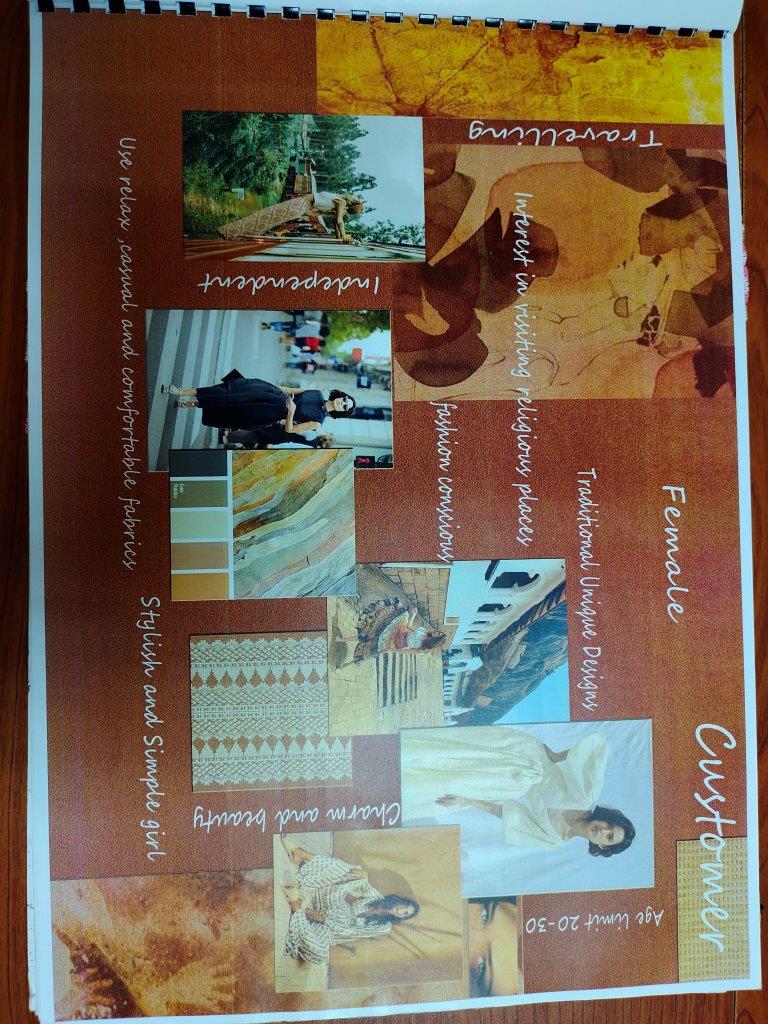 Customer
Female
Travelling
Age limit 20-30
Traditional Unique Designs
Interest in visiting religious places
fashion conscious
Independent
Charm and beauty
Color
Palettes
Stylish and Simple girl
Use relax ,casual and comfortable fabrics